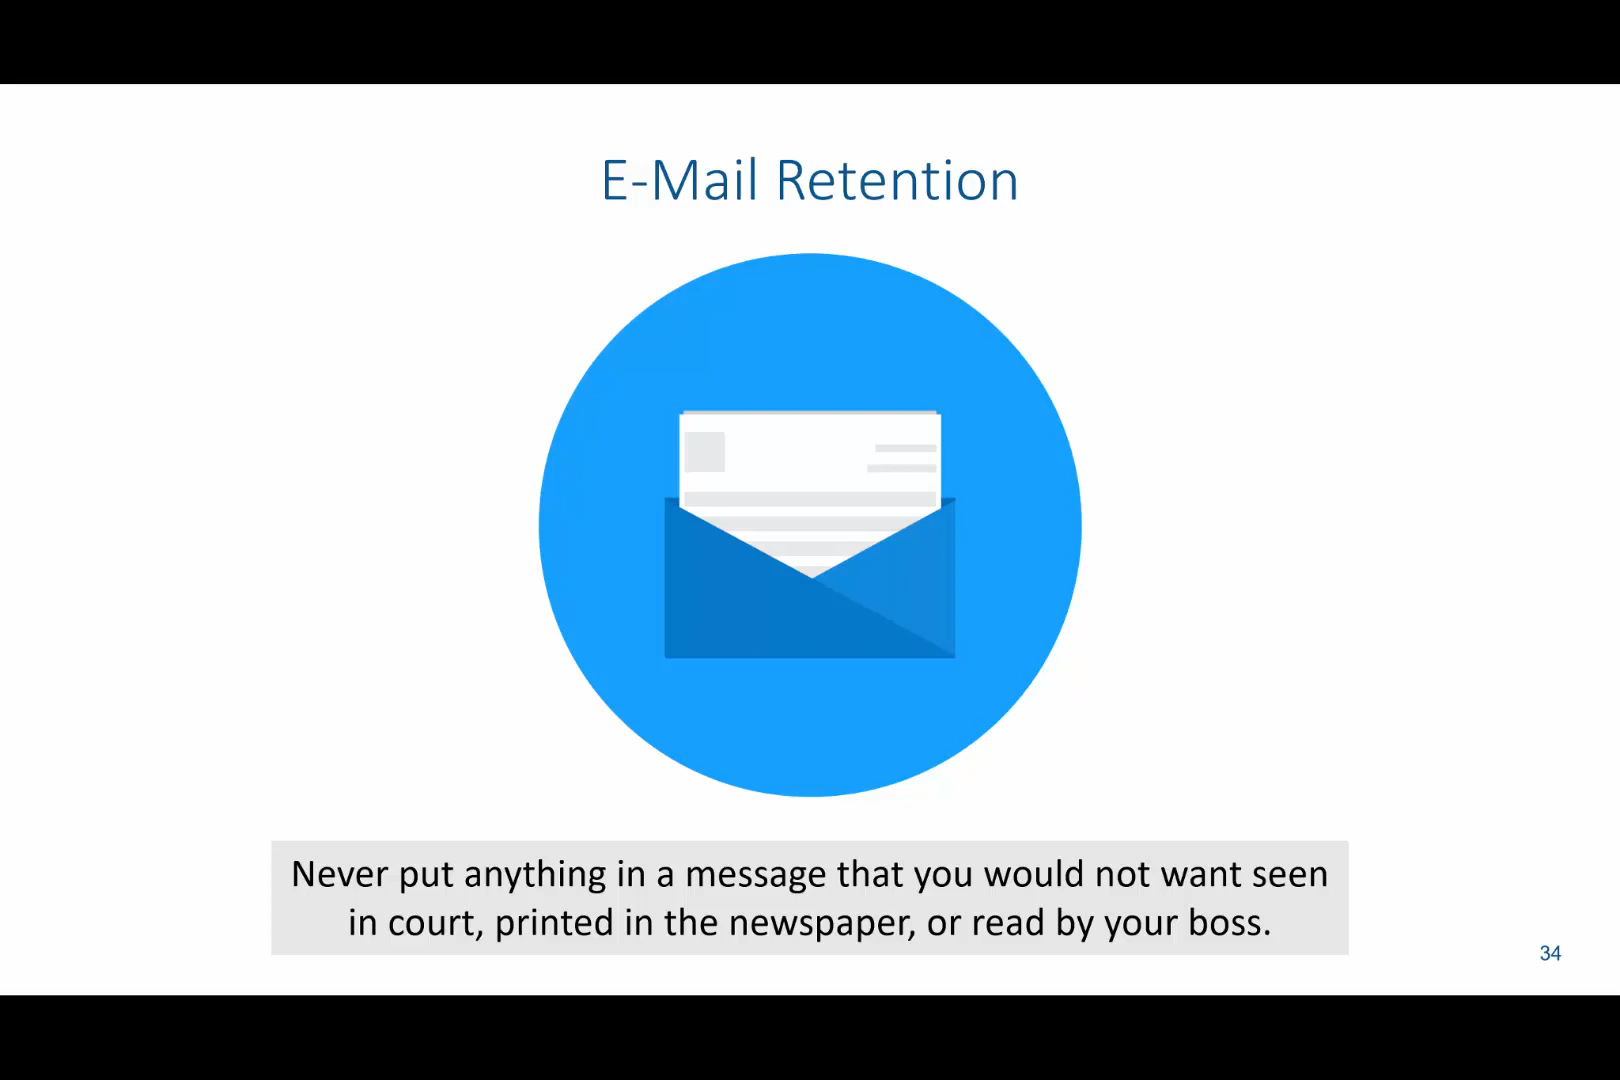 E-Mail Retention
Never put anything in a message that you would not want seen
in court, printed in the newspaper, or read by your boss.
34